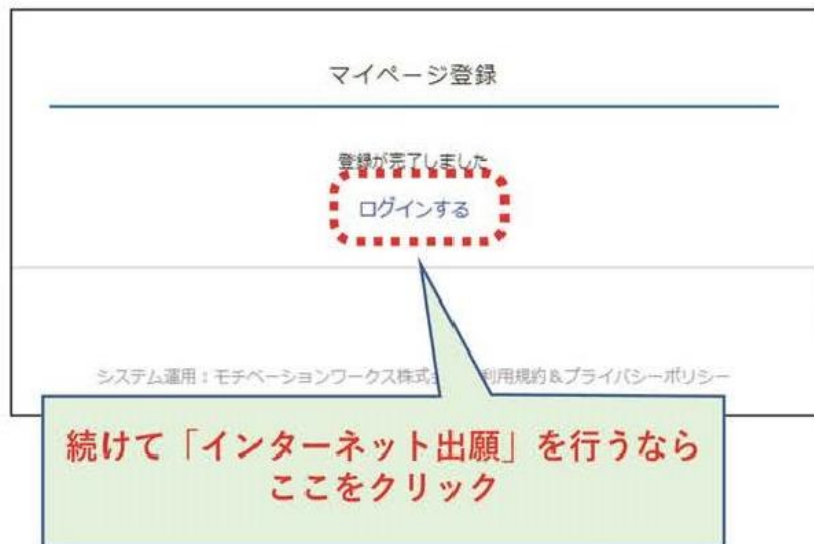 マイページ登録
登録が完了しました
ログインする
システム運用：モチベーションワークス株式 利用規約&プライバシーポリシー
続けて「インターネット出願」を行うなら
ここをクリック